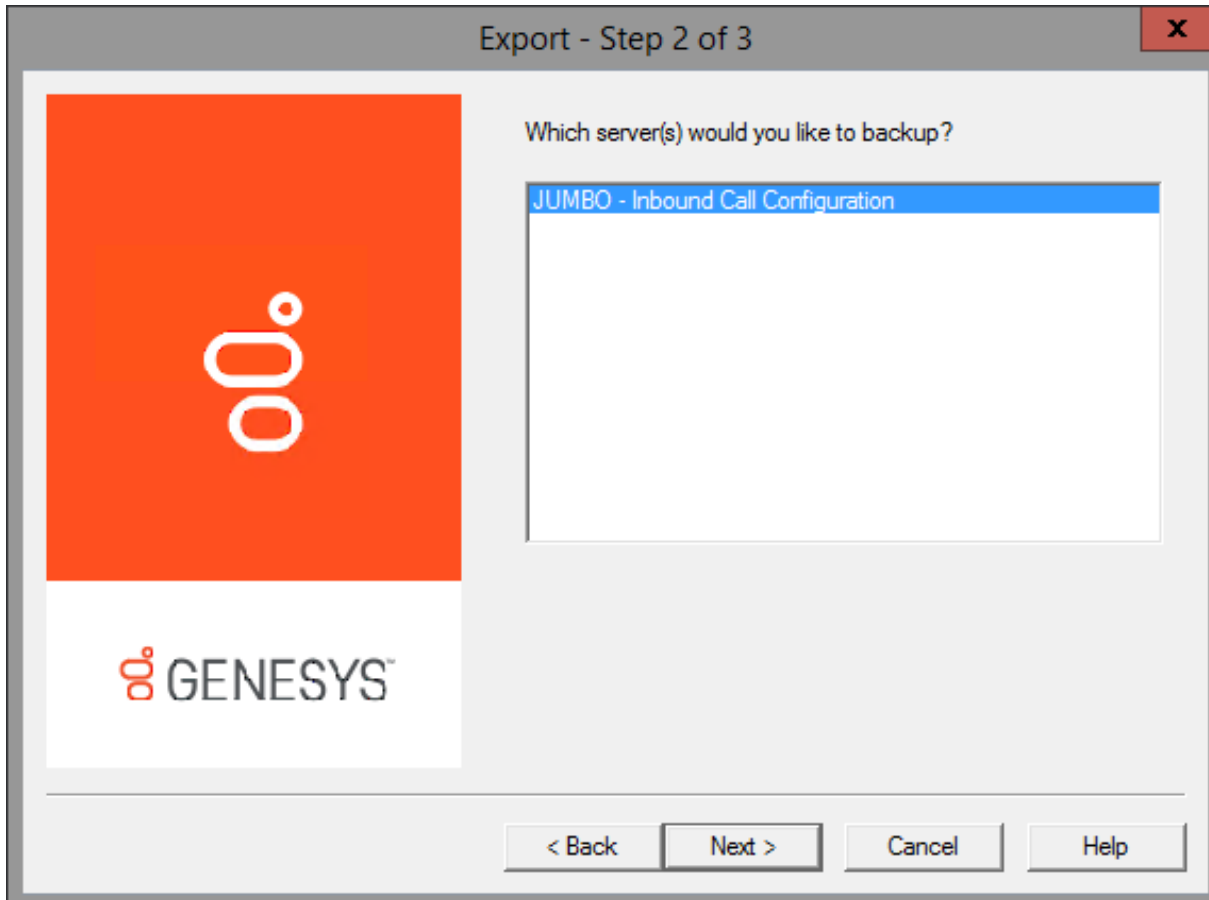 Export - Step 2 of 3
x
Which server(s) would you like to backup?
JUMBO - Inbound Call Configuration
GENESYS™
< Back
Next >
Cancel
Help